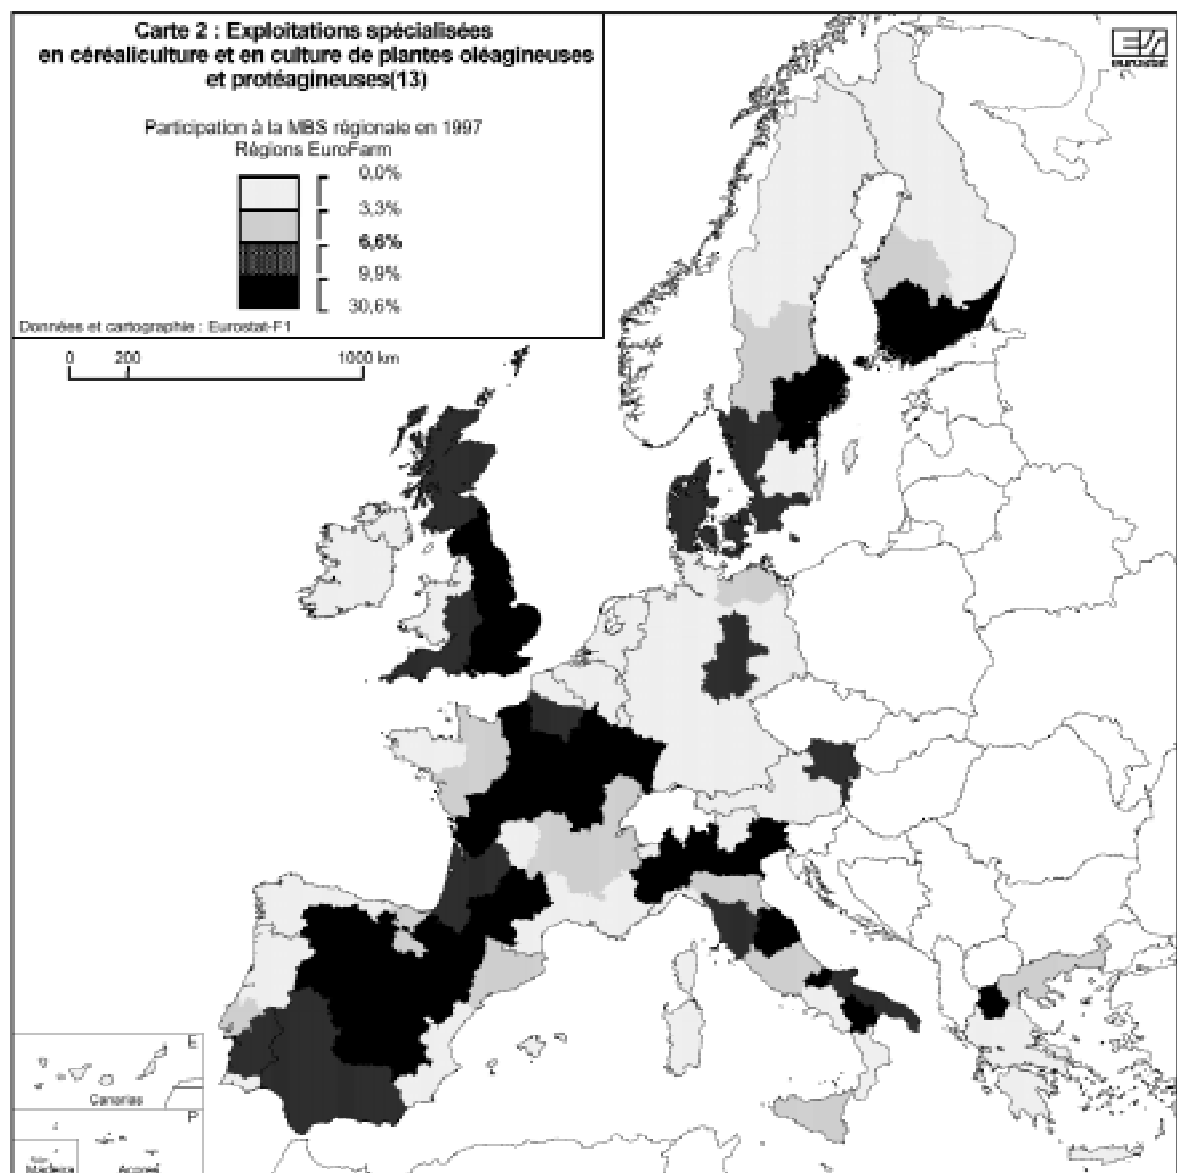 Carte 2 : Exploitations spécialisées
en céréaliculture et en culture de plantes oléagineuses
et protéagineuses(13)
Participation à la MBS régionale en 1997
Régions EuroFarm
0,0%
3,3%
6,6%
9,9%
30,6%
Données et cartographie : Eurostat-F1
eurostat
0 200 1000 km
E
Canarias
P
Madeira Açores